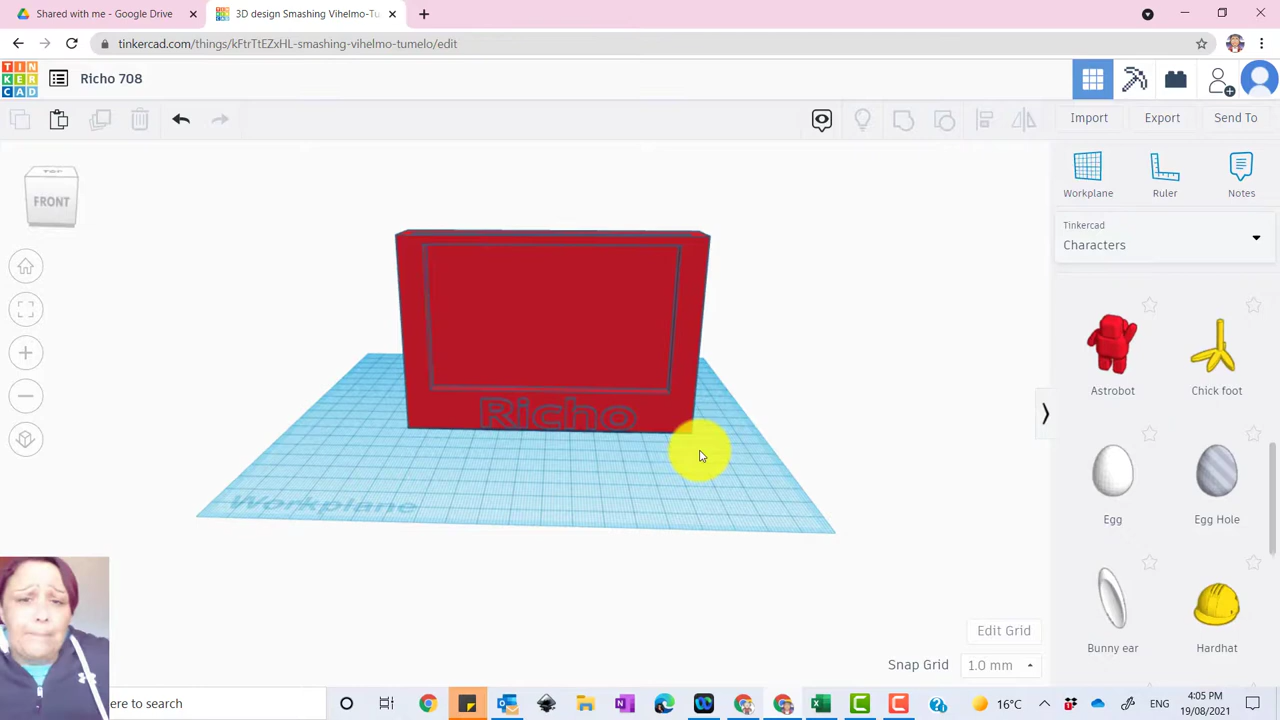 Shared with me - Google Drive
3D design Smashing Vihelmo-Tu
tinkercad.com/things/kFtrTtEZxHL-smashing-vihelmo-tumelo/edit
TIN
KER
CAD
Richo 708
Import
Export
Send To
TOP
FRONT
Workplane
Ruler
Notes
Tinkercad
Characters
Astrobot
Chick foot
Richo
Egg
Egg Hole
Workplane
Bunny ear
Hardhat
Edit Grid
Snap Grid
1.0 mm
ere to search
16°C
ENG
4:05 PM
19/08/2021